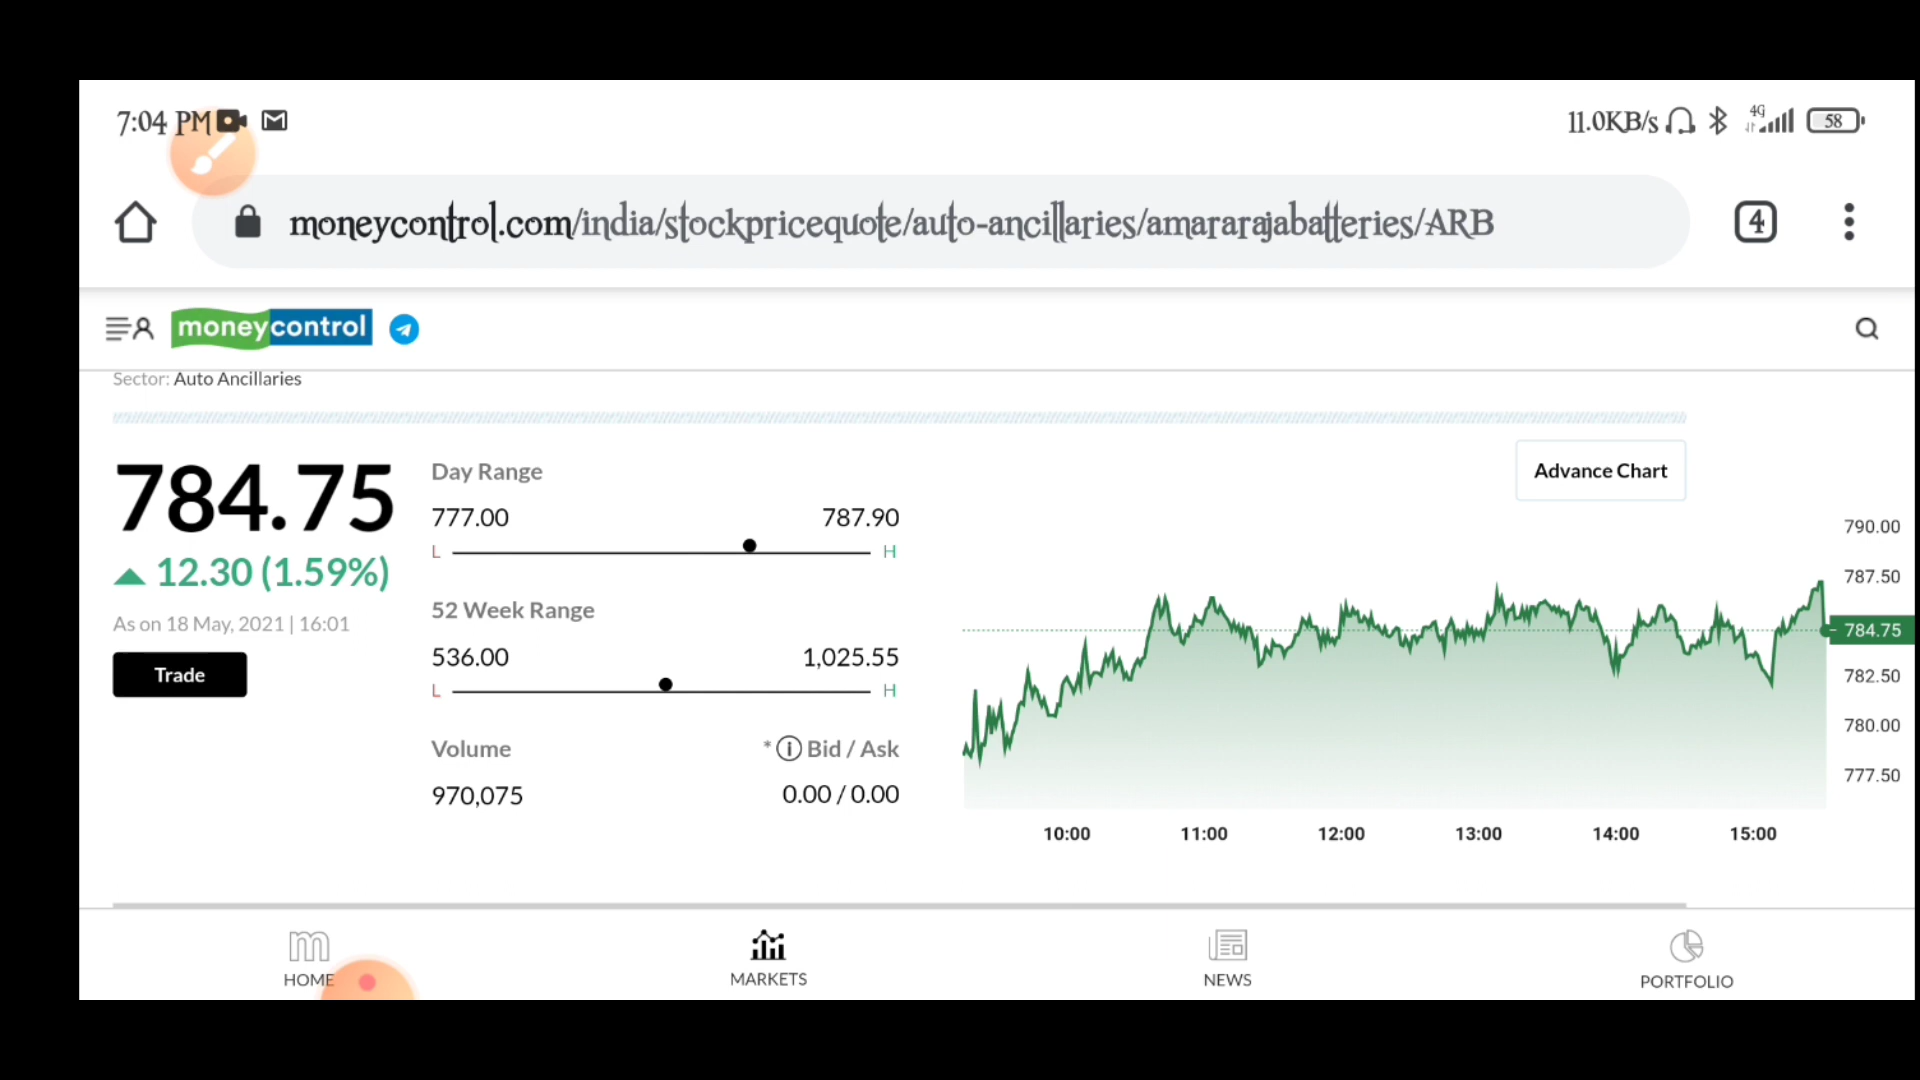 7:04 PM
11.0KB/s 4G 58
moneycontrol.com/india/stockpricequote/auto-ancillaries/amararajabatteries/ARB
4
moneycontrol
Sector: Auto Ancillaries
784.75
12.30 (1.59%)
As on 18 May, 2021 | 16:01
Trade
Day Range
777.00 787.90
L H
52 Week Range
536.00 1,025.55
L H
Volume * i Bid / Ask
970,075 0.00 / 0.00
Advance Chart
790.00
787.50
784.75
782.50
780.00
777.50
10:00 11:00 12:00 13:00 14:00 15:00
m
HOME MARKETS NEWS PORTFOLIO